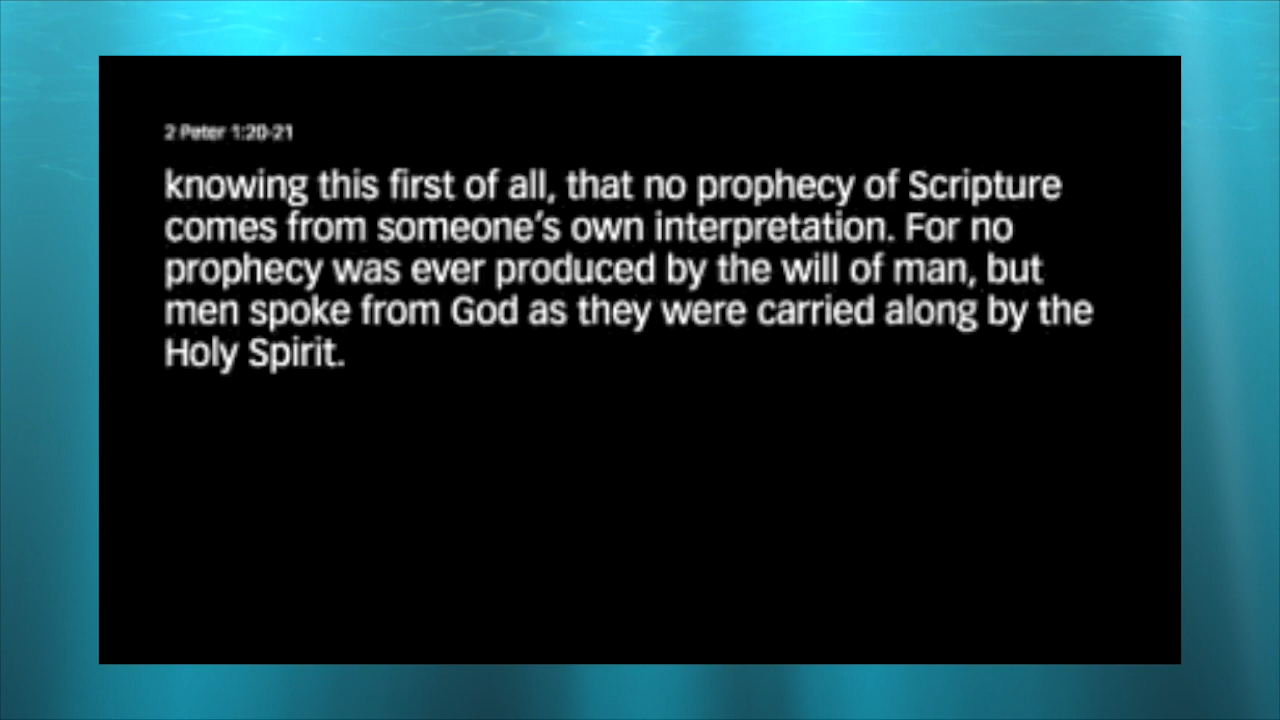 2 Peter 1:20-21
knowing this first of all, that no prophecy of Scripture
comes from someone’s own interpretation. For no
prophecy was ever produced by the will of man, but
men spoke from God as they were carried along by the
Holy Spirit.